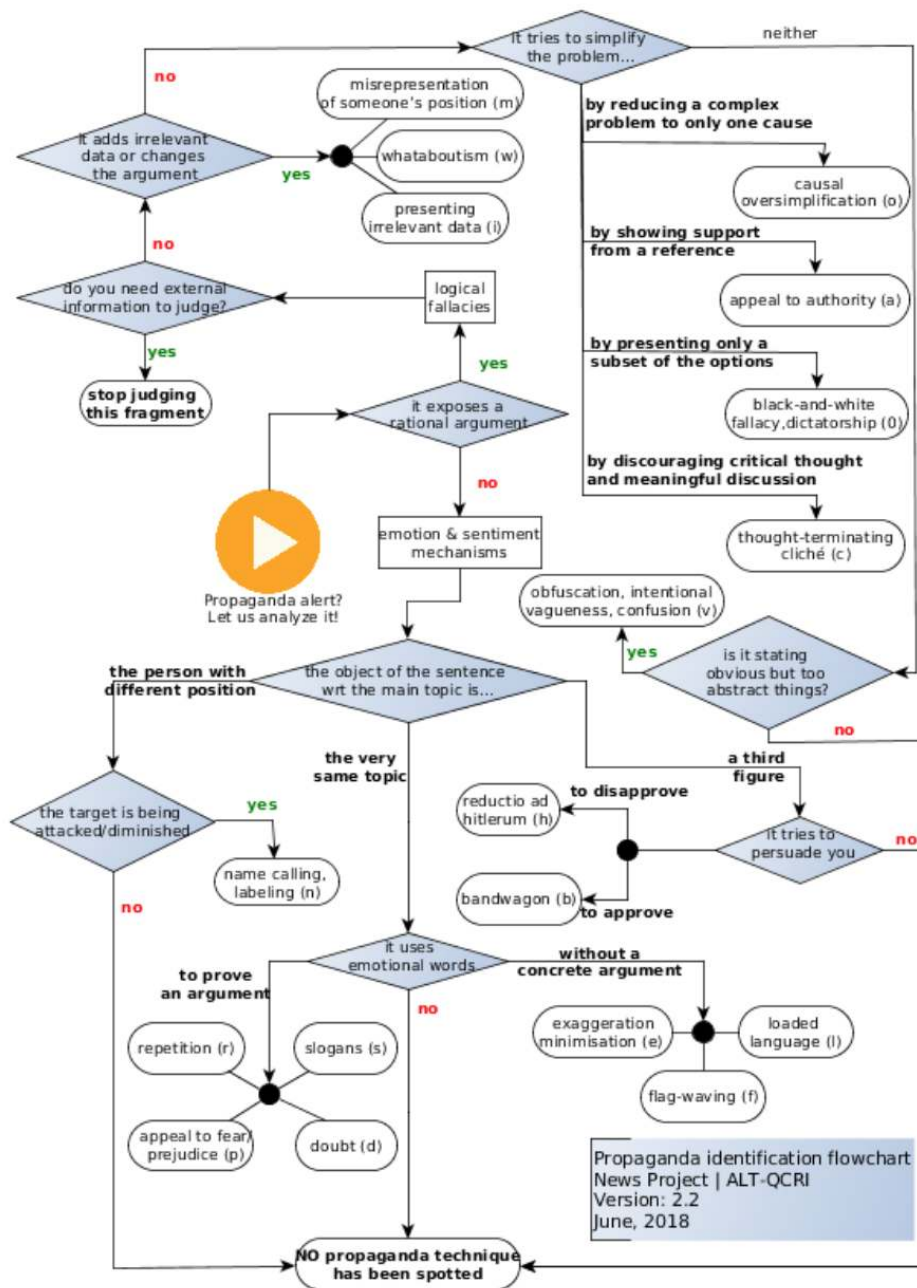 it tries to simplify
the problem...
neither
no
misrepresentation
of someone's position (m)
by reducing a complex
problem to only one cause
it adds irrelevant
data or changes
the argument
yes
whataboutism (w)
causal
oversimplification (o)
presenting
irrelevant data (i)
by showing support
from a reference
no
do you need external
information to judge?
logical
fallacies
appeal to authority (a)
yes
yes
by presenting only a
subset of the options
stop judging
this fragment
it exposes a
rational argument
black-and-white
fallacy,dictatorship (0)
no
by discouraging critical thought
and meaningful discussion
emotion & sentiment
mechanisms
thought-terminating
cliché (c)
Propaganda alert?
Let us analyze it!
obfuscation, intentional
vagueness, confusion (v)
yes
is it stating
obvious but too
abstract things?
no
the person with
different position
the object of the sentence
wrt the main topic is...
the very
same topic
a third
figure
the target is being
attacked/diminished
yes
to disapprove
reductio ad
hitlerum (h)
it tries to
persuade you
no
name calling,
labeling (n)
bandwagon (b)
to approve
no
it uses
emotional words
to prove
an argument
without a
concrete argument
no
repetition (r)
slogans (s)
exaggeration
minimisation (e)
loaded
language (l)
appeal to fear/
prejudice (p)
doubt (d)
flag-waving (f)
Propaganda identification flowchart
News Project | ALT-QCRI
Version: 2.2
June, 2018
NO propaganda technique
has been spotted